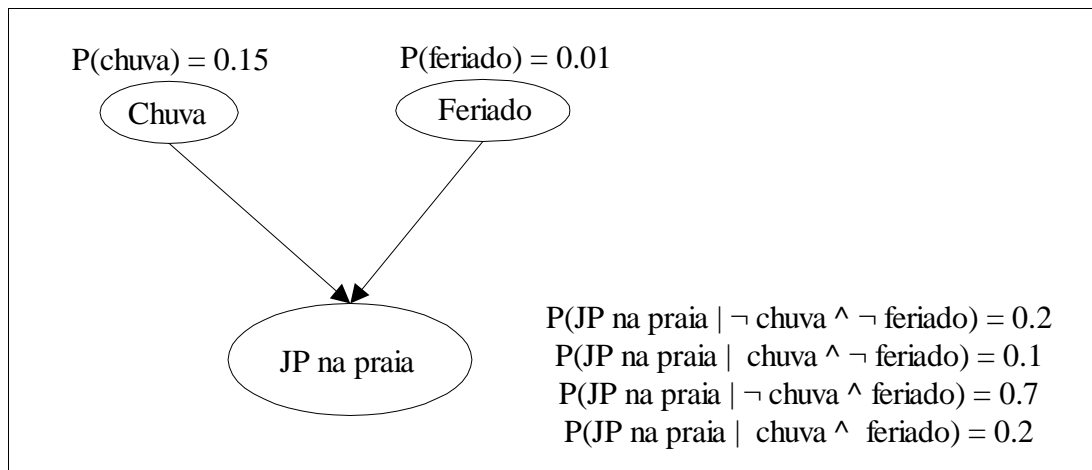 P(chuva) = 0.15
P(feriado) = 0.01
Chuva
Feriado
JP na praia
P(JP na praia | ¬ chuva ^ ¬ feriado) = 0.2
P(JP na praia | chuva ^ ¬ feriado) = 0.1
P(JP na praia | ¬ chuva ^ feriado) = 0.7
P(JP na praia | chuva ^ feriado) = 0.2